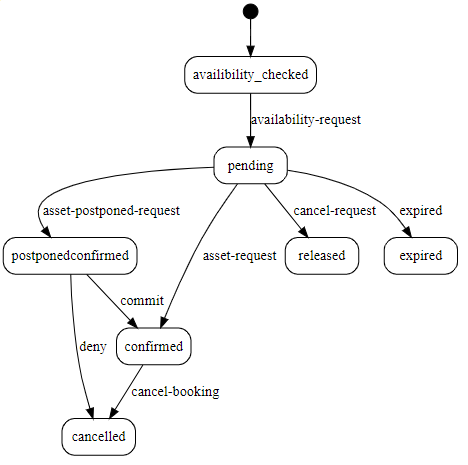 availibility_checked
availability-request
pending
asset-postponed-request
cancel-request
expired
postponedconfirmed
asset-request
released
expired
commit
deny
confirmed
cancel-booking
cancelled